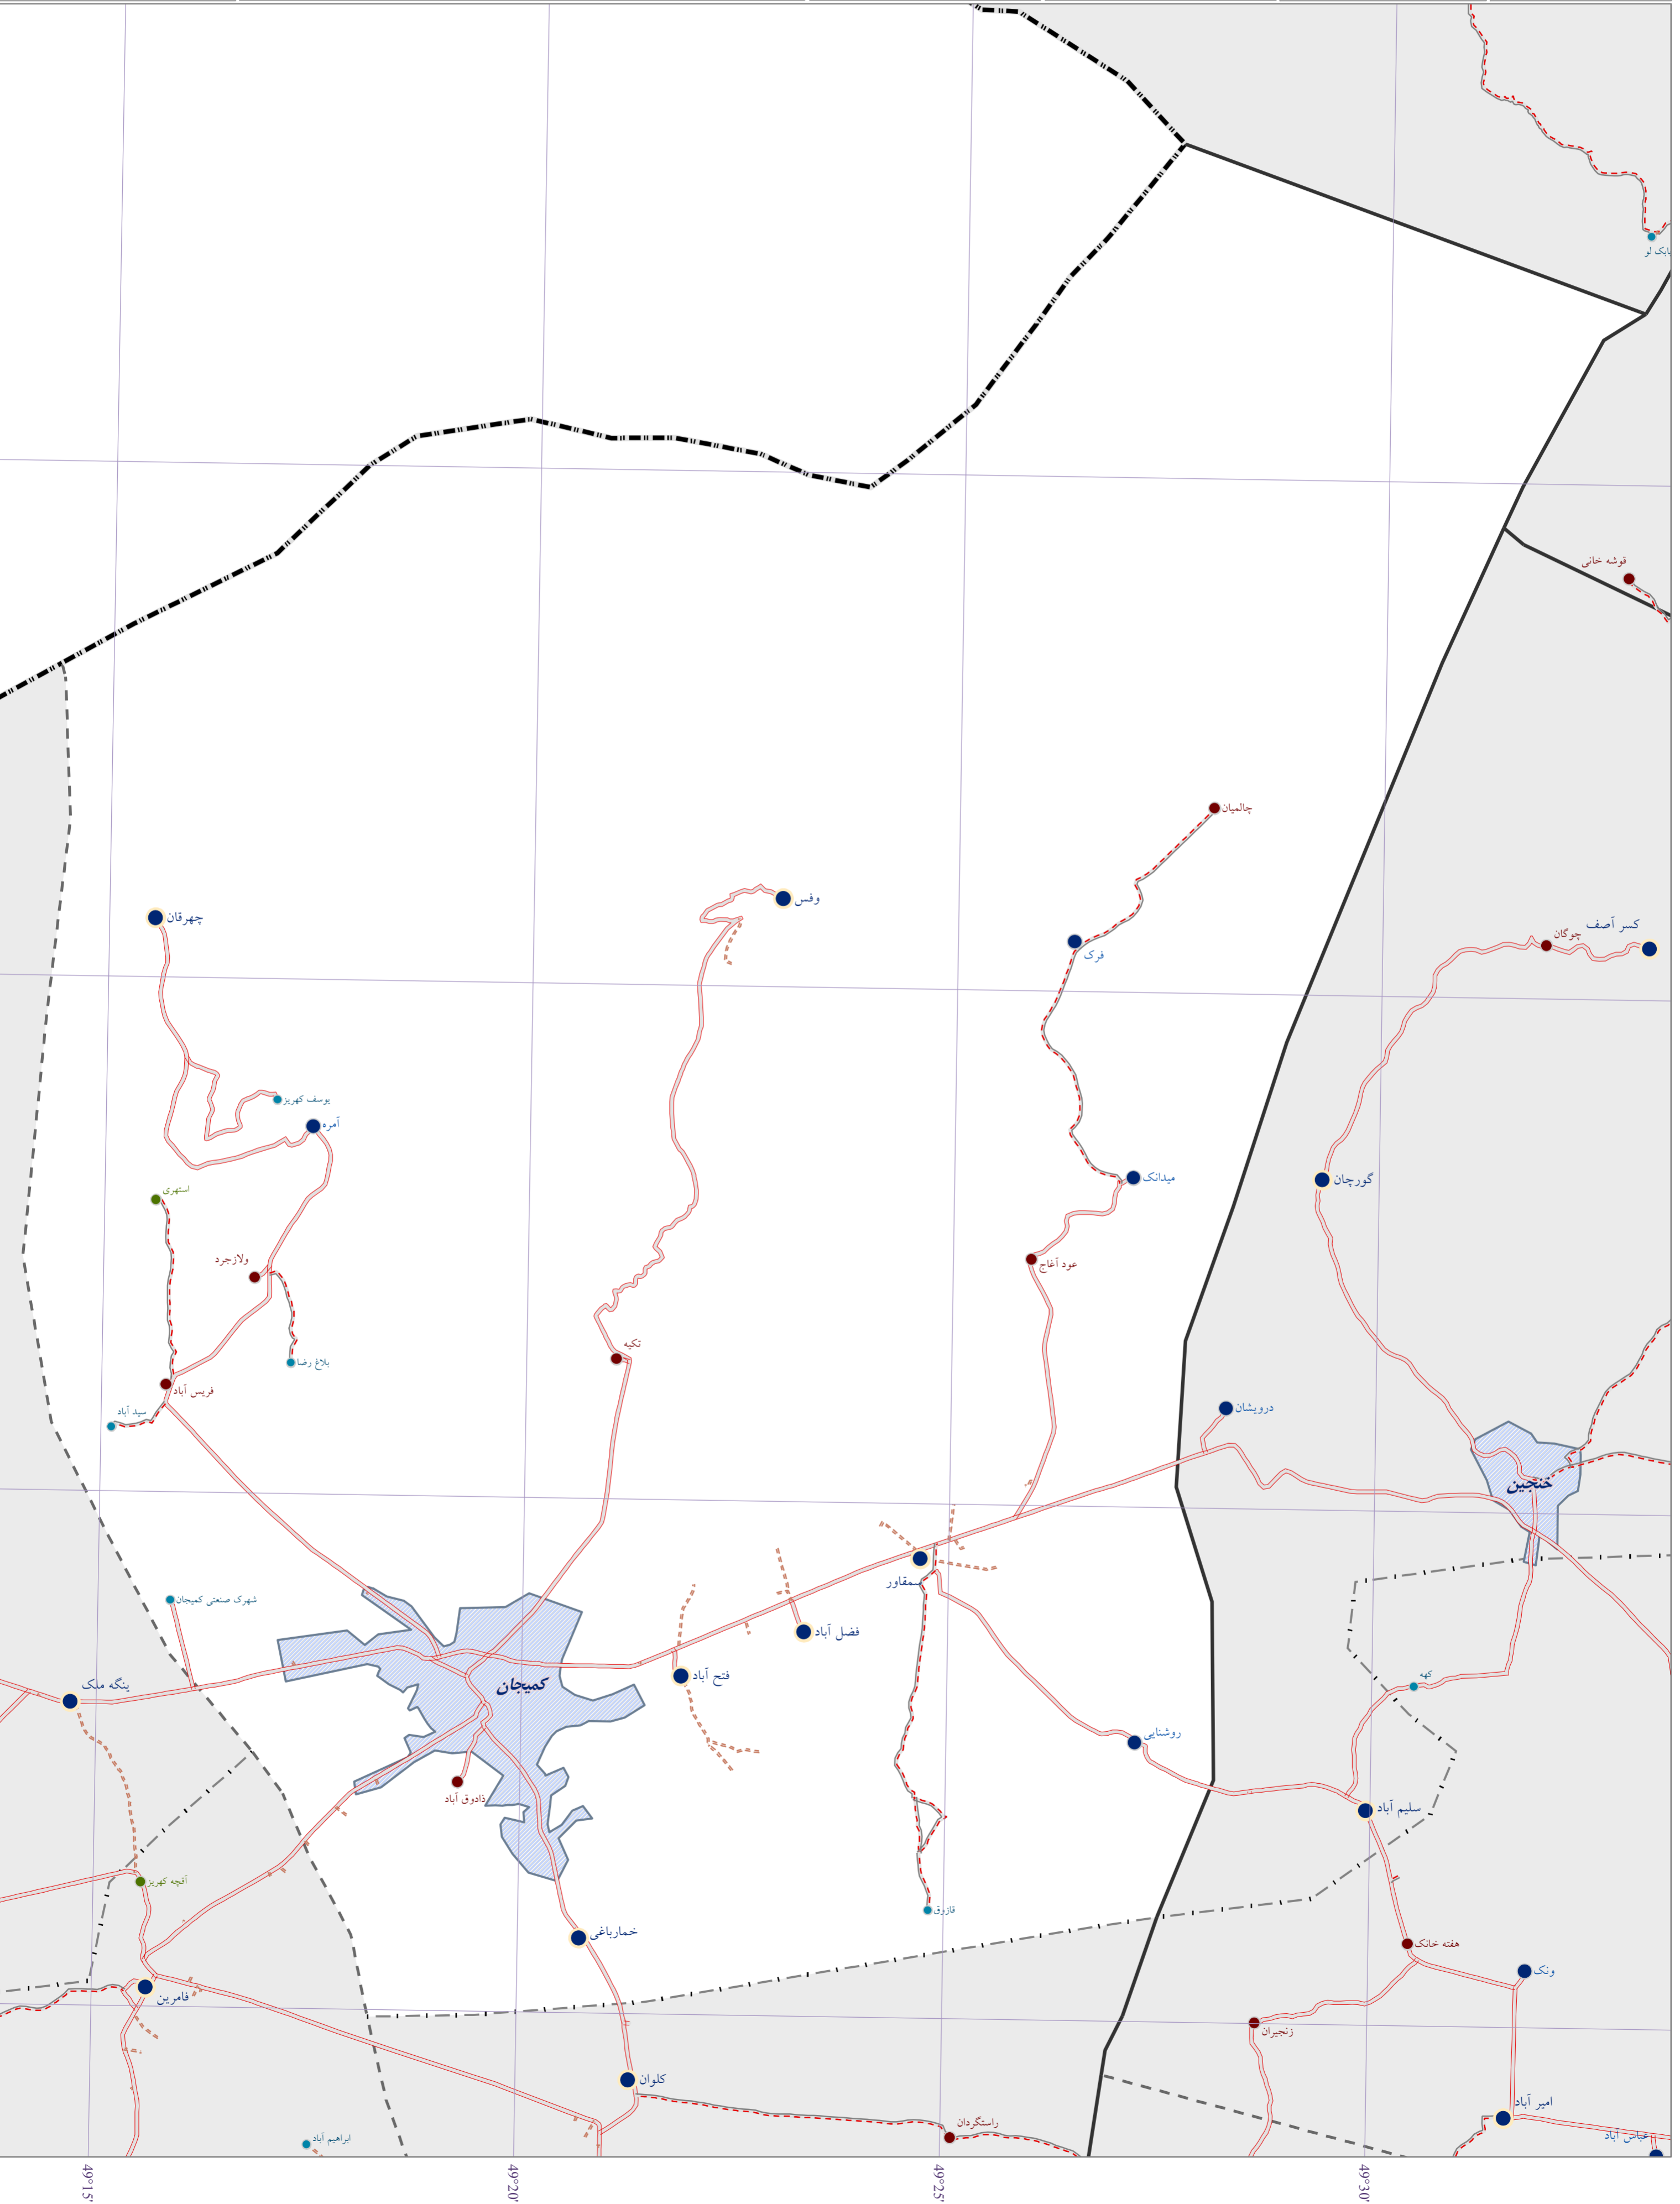 بابک لو
قوشه خانی
چالمیان
وفس
چهرقان
فرک
کسر آصف
چوگان
یوسف کهریز
آمره
میدانک
گورچان
استهری
ولازجرد
عود آغاج
تکیه
بلاغ رضا
فریس آباد
سید آباد
درویشان
خنجین
سمقاور
شهرک صنعتی کمیجان
فضل آباد
فتح آباد
ینگه ملک
کمیجان
کهه
روشنایی
ذادوق آباد
سلیم آباد
آقچه کهریز
قازوق
خمارباغی
هفته خانک
ونک
فامرین
زنجیران
کلوان
امیر آباد
راستگردان
عباس آباد
ابراهیم آباد
49°15'
49°20'
49°25'
49°30'